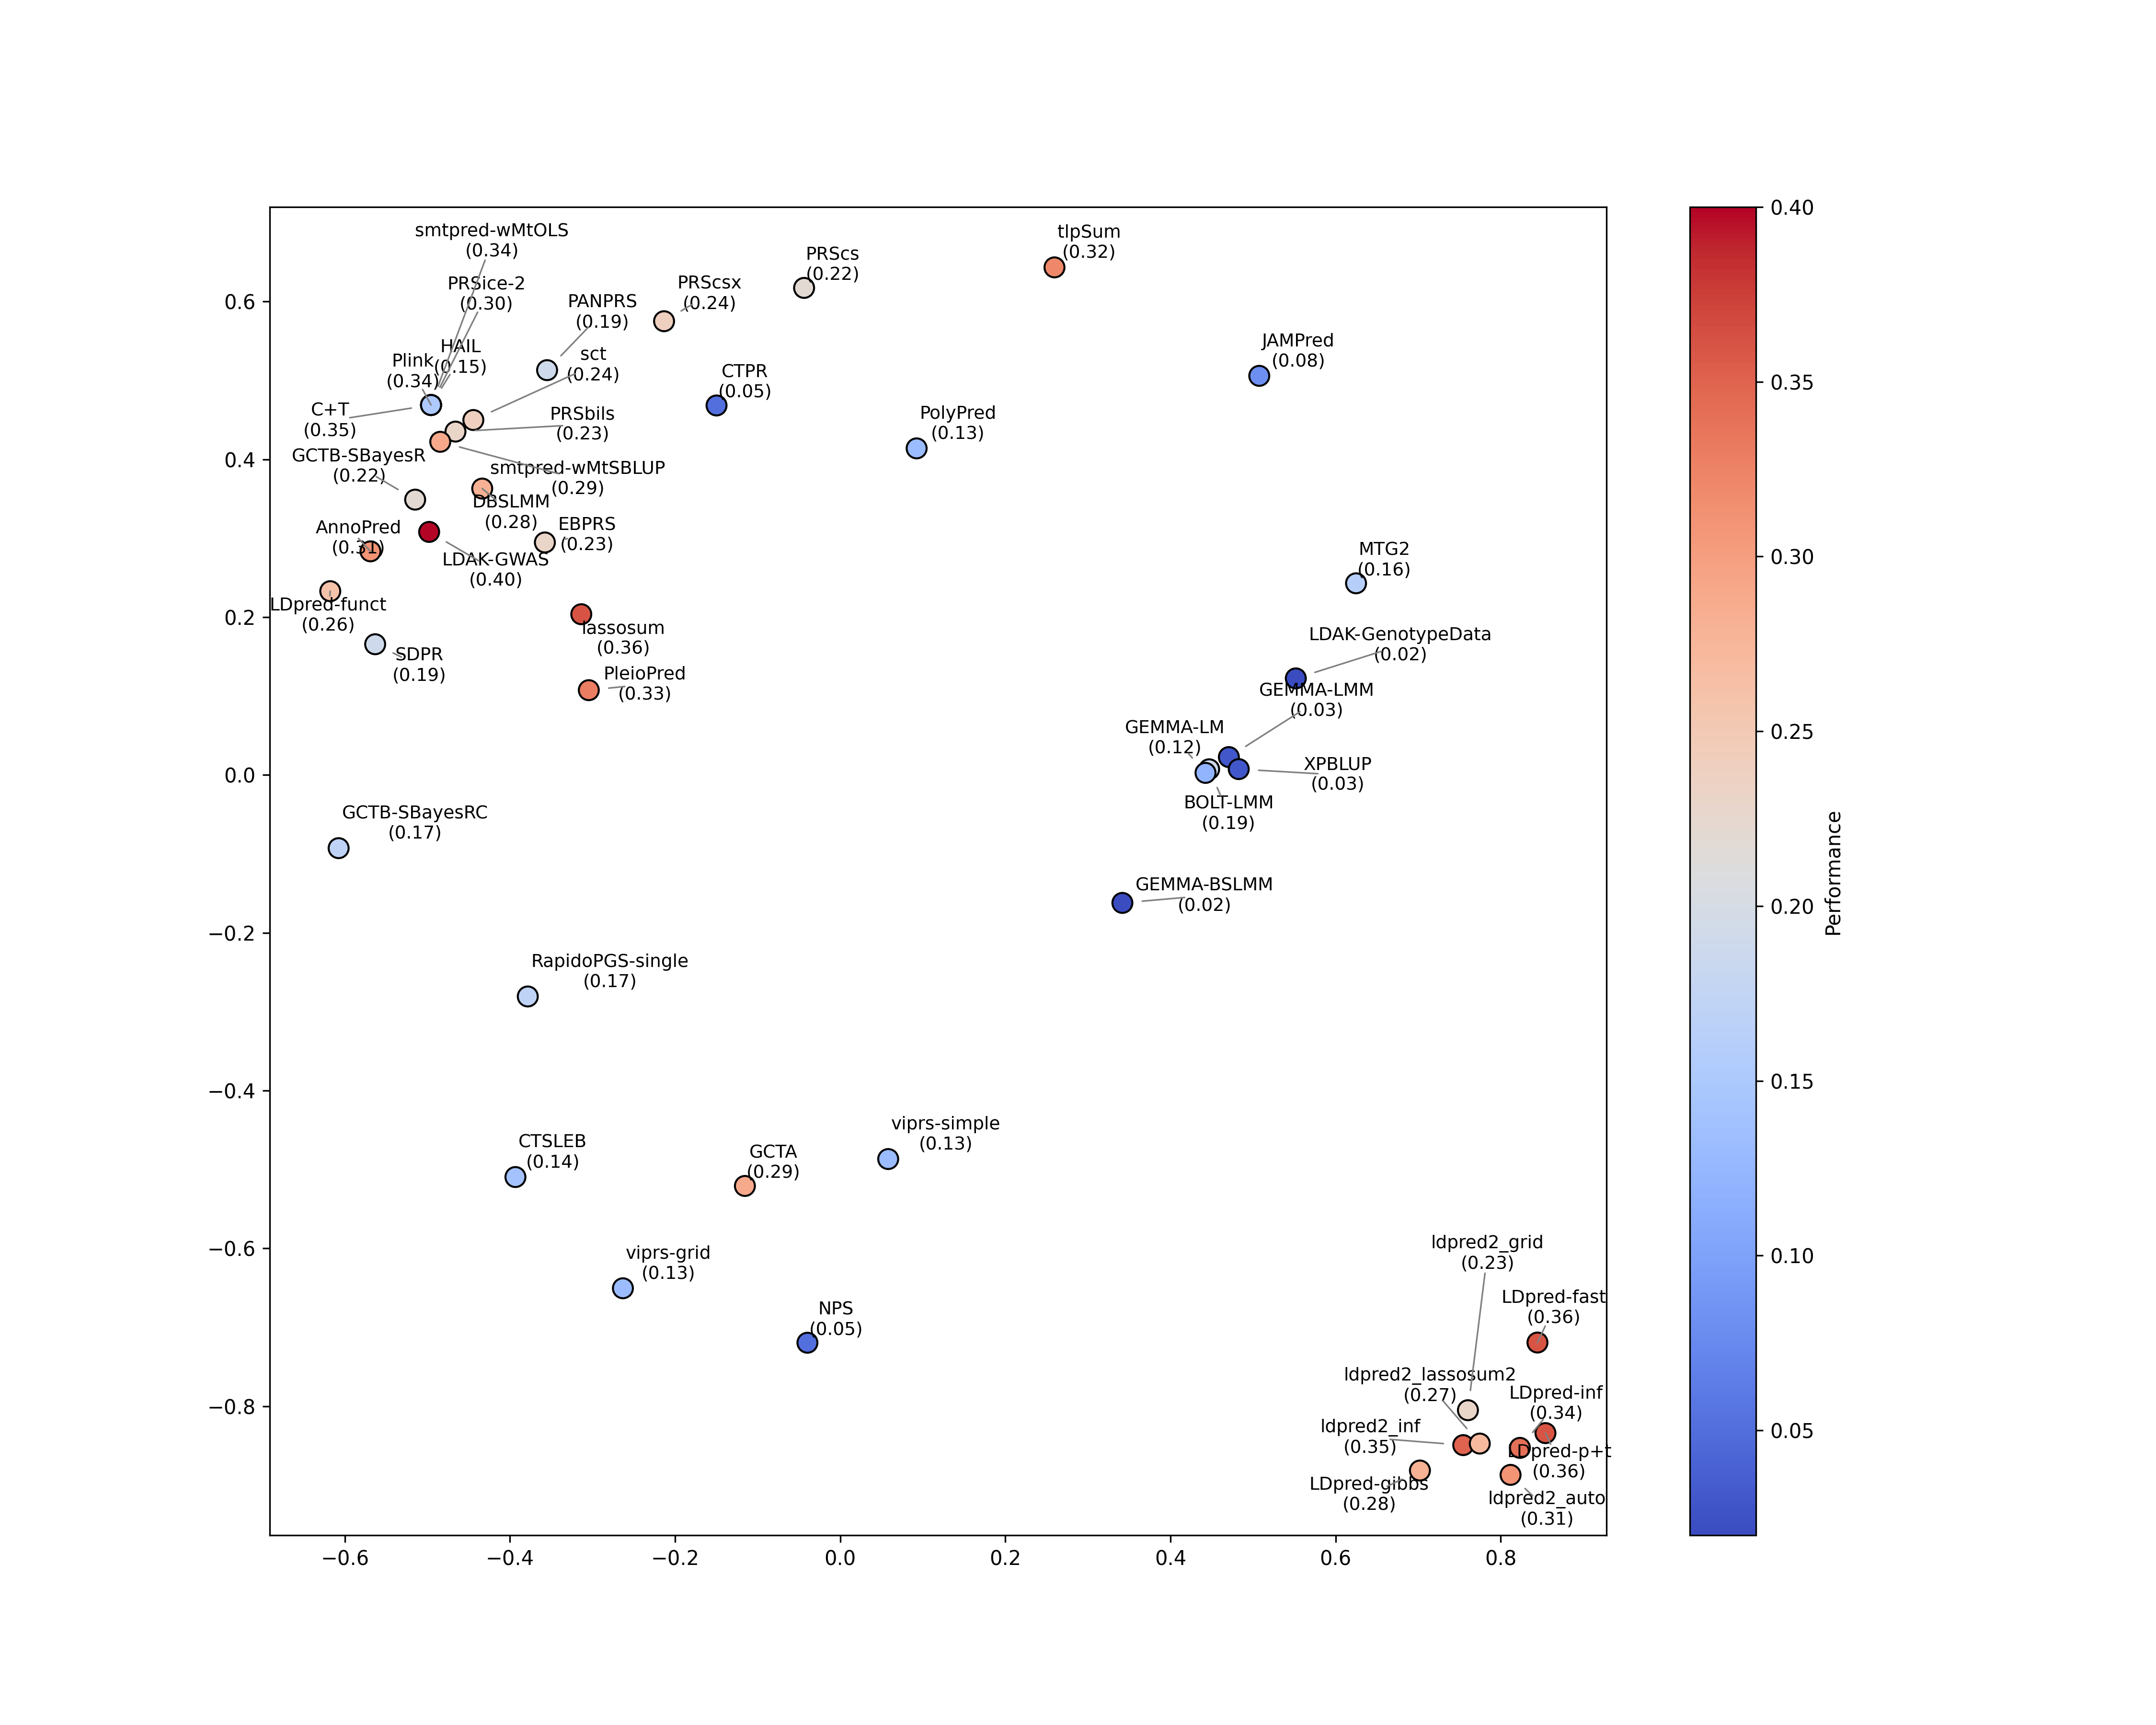 smtpred-wMtOLS
(0.34)
PRSice-2
(0.30)
HAIL
(0.15)
Plink
(0.34)
C+T
(0.35)
PANPRS
(0.19)
sct
(0.24)
PRScsx
(0.24)
PRScs
(0.22)
tlpSum
(0.32)
JAMPred
(0.08)
CTPR
(0.05)
PolyPred
(0.13)
PRSbils
(0.23)
GCTB-SBayesR
(0.22)
smtpred-wMtSBLUP
(0.29)
DBSLMM
(0.28)
EBPRS
(0.23)
AnnoPred
(0.31)
LDAK-GWAS
(0.40)
LDpred-funct
(0.26)
lassosum
(0.36)
SDPR
(0.19)
PleioPred
(0.33)
MTG2
(0.16)
LDAK-GenotypeData
(0.02)
GEMMA-LMM
(0.03)
GEMMA-LM
(0.12)
XPBLUP
(0.03)
BOLT-LMM
(0.19)
GCTB-SBayesRC
(0.17)
GEMMA-BSLMM
(0.02)
RapidoPGS-single
(0.17)
viprs-simple
(0.13)
CTSLEB
(0.14)
GCTA
(0.29)
viprs-grid
(0.13)
NPS
(0.05)
ldpred2_grid
(0.23)
LDpred-fast
(0.36)
ldpred2_lassosum2
(0.27)
LDpred-inf
(0.34)
ldpred2_inf
(0.35)
LDpred-p+t
(0.36)
LDpred-gibbs
(0.28)
ldpred2_auto
(0.31)
0.6
0.4
0.2
0.0
−0.2
−0.4
−0.6
−0.8
−0.6
−0.4
−0.2
0.0
0.2
0.4
0.6
0.8
0.40
0.35
0.30
0.25
0.20
0.15
0.10
0.05
Performance